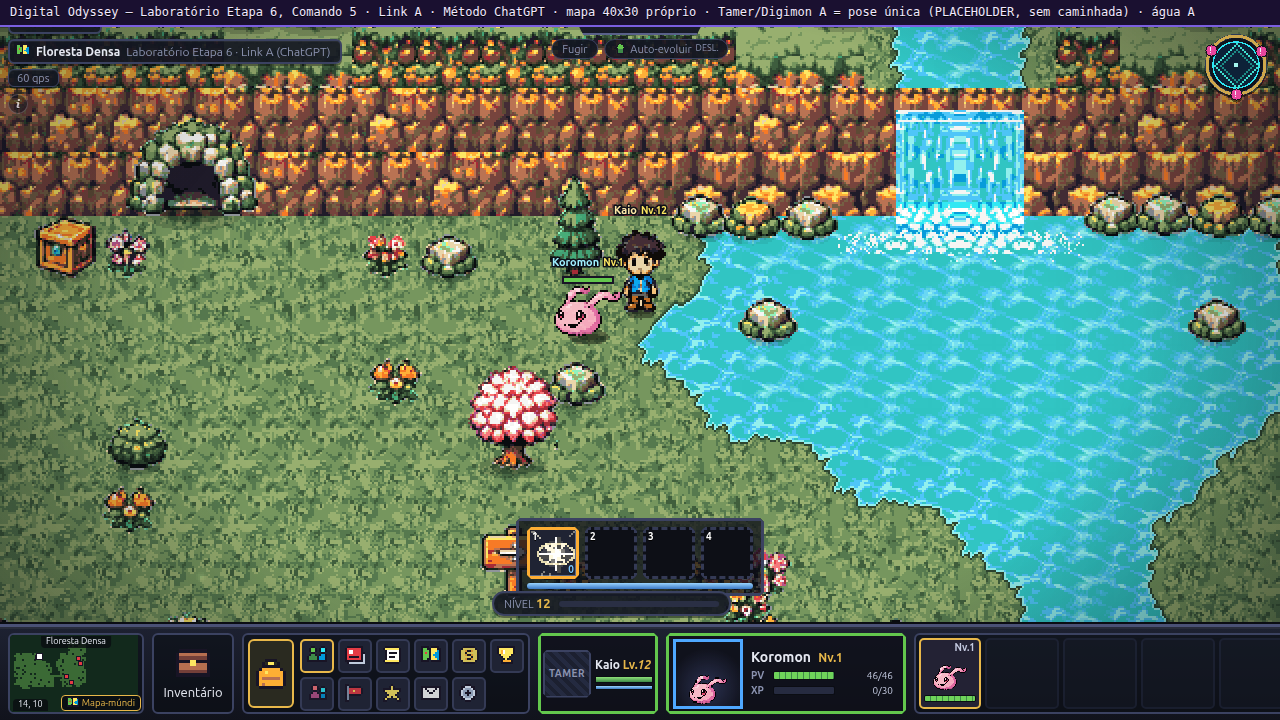 Digital Odyssey — Laboratório Etapa 6, Comando 5 · Link A · Método ChatGPT · mapa 40x30 próprio · Tamer/Digimon A = pose única (PLACEHOLDER, sem caminhada) · água A
Floresta Densa Laboratório Etapa 6 · Link A (ChatGPT)
Fugir
Auto-evoluir DESL.
60 qps
i
Kaio Nv.12
Koromon Nv.1
1 2 3 4
0
NÍVEL 12
Floresta Densa
14, 10
Mapa-múndi
Inventário
TAMER
Kaio Lv.12
Koromon Nv.1
PV 46/46
XP 0/30
Nv.1